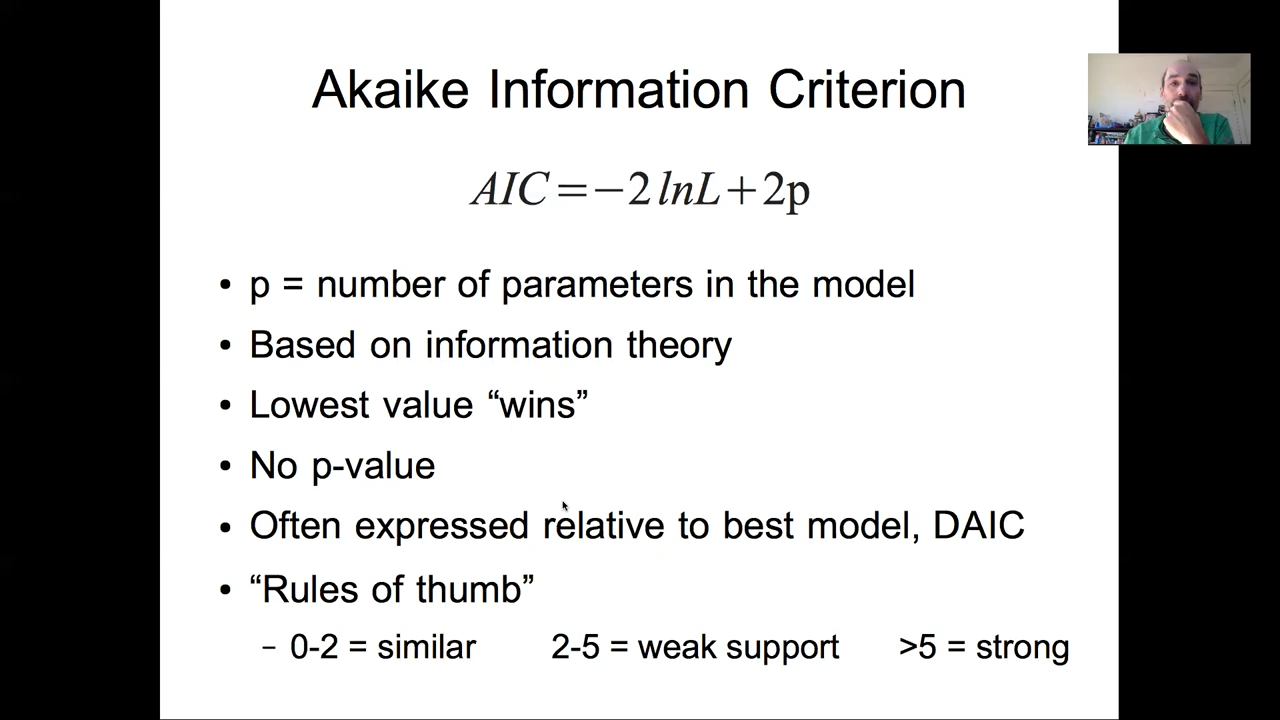 Akaike Information Criterion
AIC=−2lnL+2p
• p = number of parameters in the model
• Based on information theory
• Lowest value “wins”
• No p-value
• Often expressed relative to best model, DAIC
• “Rules of thumb”
– 0-2 = similar 2-5 = weak support >5 = strong